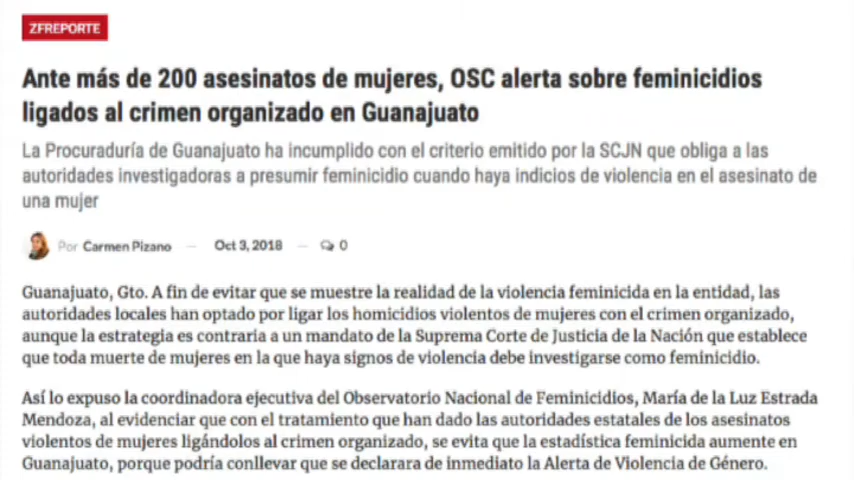 ZFREPORTE
Ante más de 200 asesinatos de mujeres, OSC alerta sobre feminicidios
ligados al crimen organizado en Guanajuato
La Procuraduría de Guanajuato ha incumplido con el criterio emitido por la SCJN que obliga a las
autoridades investigadoras a presumir feminicidio cuando haya indicios de violencia en el asesinato de
una mujer
Por Carmen Pizano — Oct 3, 2018 — 0
Guanajuato, Gto. A fin de evitar que se muestre la realidad de la violencia feminicida en la entidad, las
autoridades locales han optado por ligar los homicidios violentos de mujeres con el crimen organizado,
aunque la estrategia es contraria a un mandato de la Suprema Corte de Justicia de la Nación que establece
que toda muerte de mujeres en la que haya signos de violencia debe investigarse como feminicidio.
Así lo expuso la coordinadora ejecutiva del Observatorio Nacional de Feminicidios, María de la Luz Estrada
Mendoza, al evidenciar que con el tratamiento que han dado las autoridades estatales de los asesinatos
violentos de mujeres ligándolos al crimen organizado, se evita que la estadística feminicida aumente en
Guanajuato, porque podría conllevar que se declarara de inmediato la Alerta de Violencia de Género.